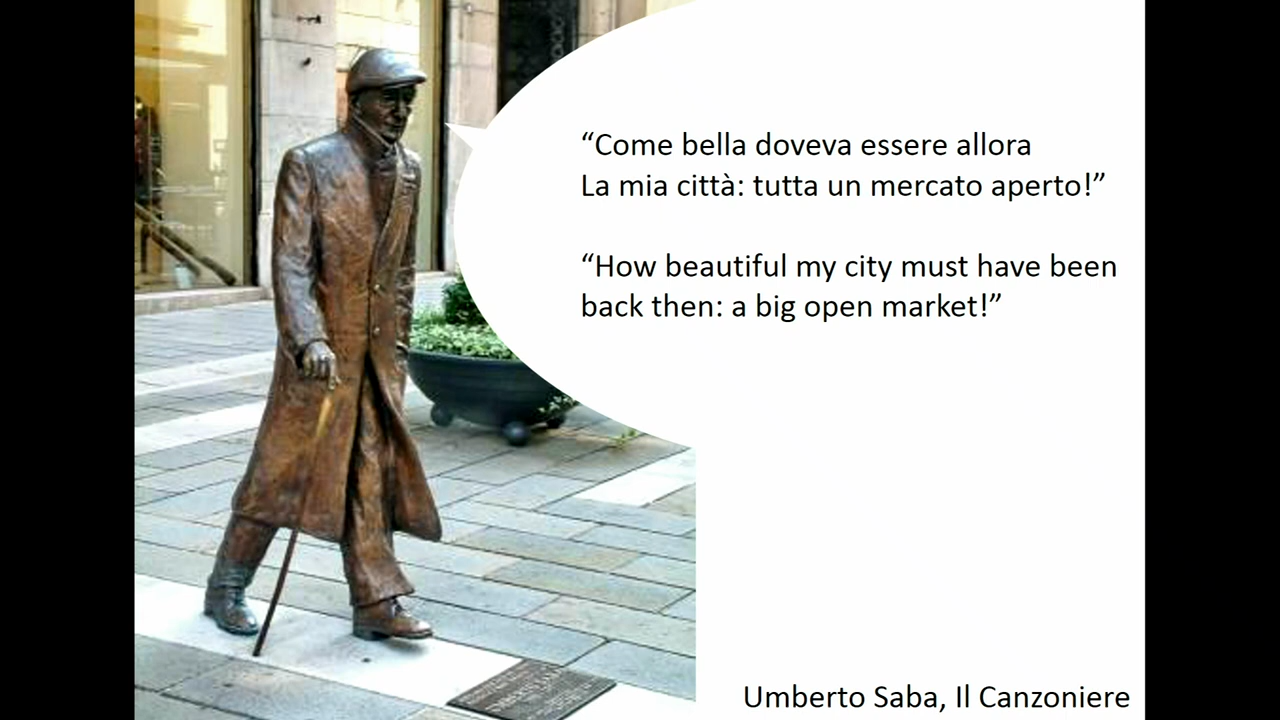 “Come bella doveva essere allora
La mia città: tutta un mercato aperto!”
“How beautiful my city must have been
back then: a big open market!”
Umberto Saba, Il Canzoniere